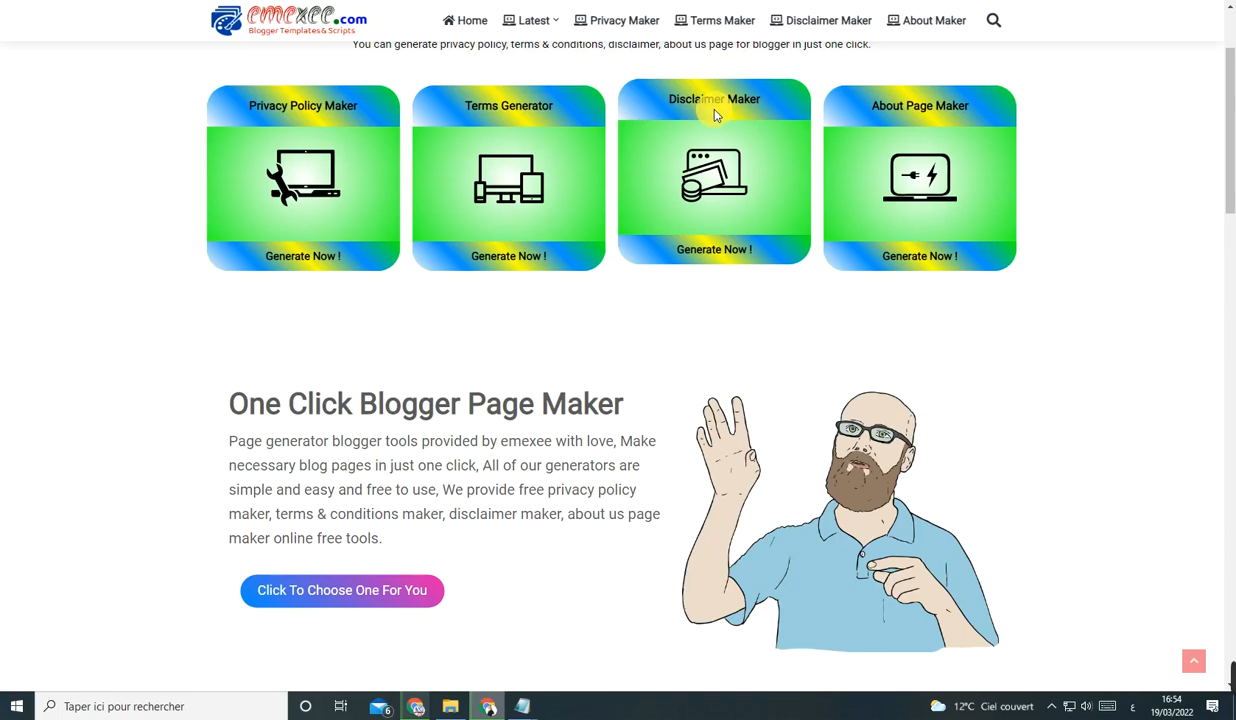 emexee.com
Blogger Templates & Scripts
Home Latest Privacy Maker Terms Maker Disclaimer Maker About Maker
You can generate privacy policy, terms & conditions, disclaimer, about us page for blogger in just one click.
Privacy Policy Maker
Generate Now !
Terms Generator
Generate Now !
Disclaimer Maker
Generate Now !
About Page Maker
Generate Now !
One Click Blogger Page Maker
Page generator blogger tools provided by emexee with love, Make
necessary blog pages in just one click, All of our generators are
simple and easy and free to use, We provide free privacy policy
maker, terms & conditions maker, disclaimer maker, about us page
maker online free tools.
Click To Choose One For You
Taper ici pour rechercher
6
12°C Ciel couvert
ع
16:54
19/03/2022